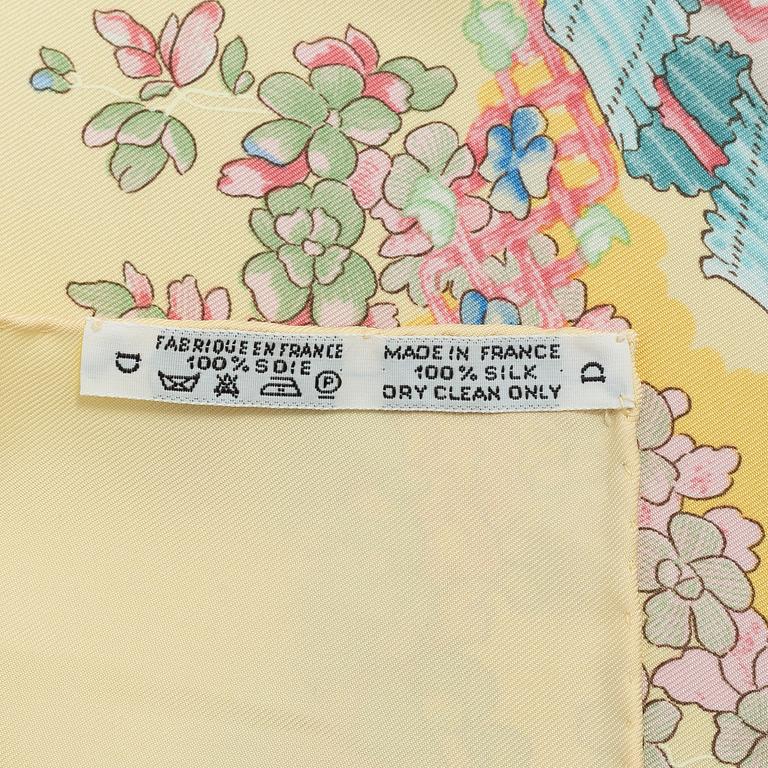 D
FABRIQUE EN FRANCE
100% SOIE
P
MADE IN FRANCE
100% SILK
DRY CLEAN ONLY
D